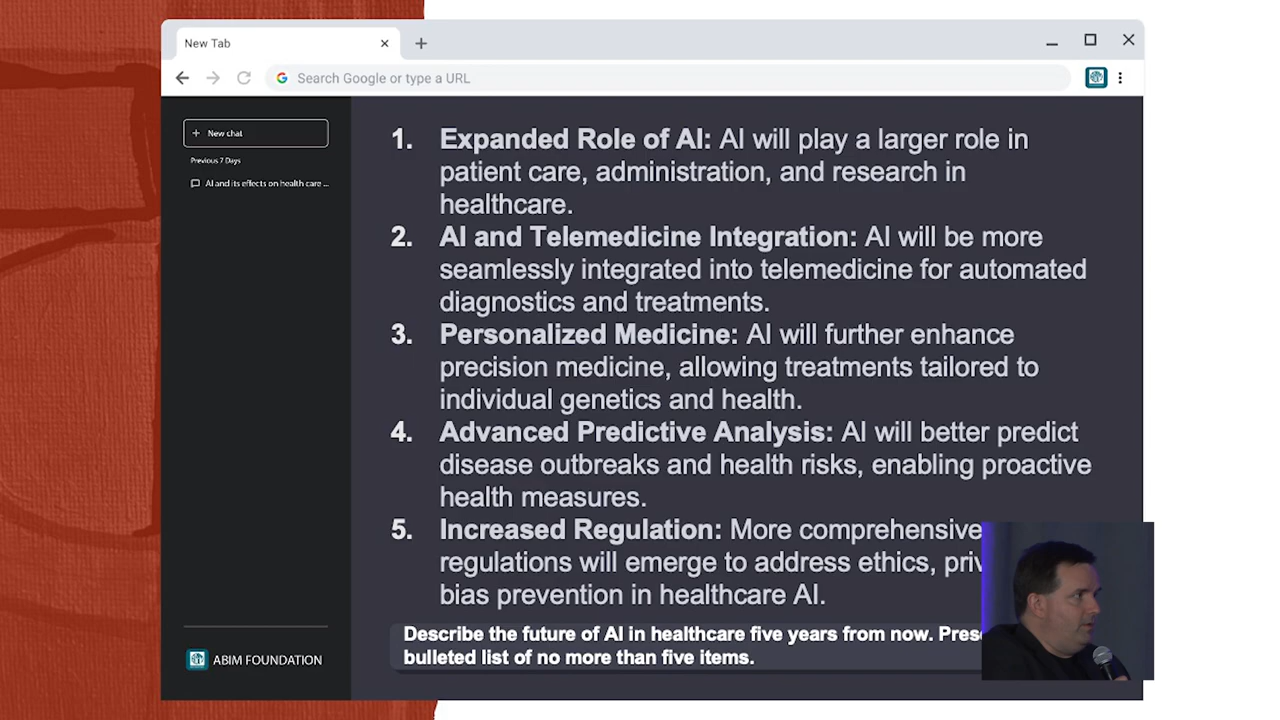 New Tab
Search Google or type a URL
New chat
Previous 7 Days
AI and its effects on health care ...
1. Expanded Role of AI: AI will play a larger role in
patient care, administration, and research in
healthcare.
2. AI and Telemedicine Integration: AI will be more
seamlessly integrated into telemedicine for automated
diagnostics and treatments.
3. Personalized Medicine: AI will further enhance
precision medicine, allowing treatments tailored to
individual genetics and health.
4. Advanced Predictive Analysis: AI will better predict
disease outbreaks and health risks, enabling proactive
health measures.
5. Increased Regulation: More comprehensive
regulations will emerge to address ethics,
bias prevention in healthcare AI.
Describe the future of AI in healthcare five years from now.
bulleted list of no more than five items.
ABIM FOUNDATION